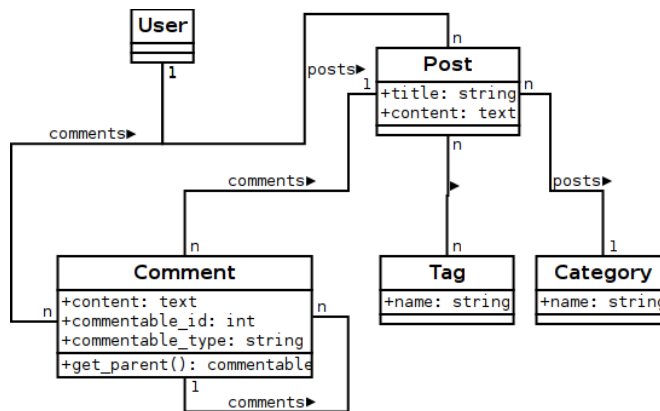 User
1
n
posts
Post
+title: string
+content: text
1
n
n
comments
comments
posts
n
n
1
n
Comment
+content: text
+commentable_id: int
+commentable_type: string
+get_parent(): commentable
n
1
comments
Tag
+name: string
Category
+name: string